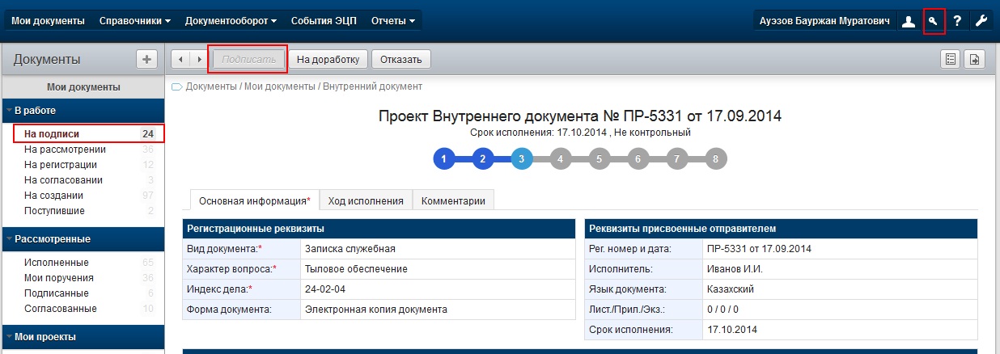 Мои документы Справочники Документооборот События ЭЦП Отчеты Ауэзов Бауржан Муратович ?
Документы + Подписать На доработку Отказать
Мои документы
Документы / Мои документы / Внутренний документ
В работе
На подписи 24
На рассмотрении 36
На регистрации 12
На согласовании 3
На создании 97
Поступившие 2
Рассмотренные
Исполненные 65
Мои поручения 36
Подписанные 6
Согласованные 10
Мои проекты
Проект Внутреннего документа № ПР-5331 от 17.09.2014
Срок исполнения: 17.10.2014 , Не контрольный
1 2 3 4 5 6 7 8
Основная информация* Ход исполнения Комментарии
Регистрационные реквизиты
Вид документа:* Записка служебная
Характер вопроса:* Тыловое обеспечение
Индекс дела:* 24-02-04
Форма документа: Электронная копия документа
Реквизиты присвоенные отправителем
Рег. номер и дата: ПР-5331 от 17.09.2014
Исполнитель: Иванов И.И.
Язык документа: Казахский
Лист./Прил./Экз.: 0 / 0 / 0
Срок исполнения: 17.10.2014